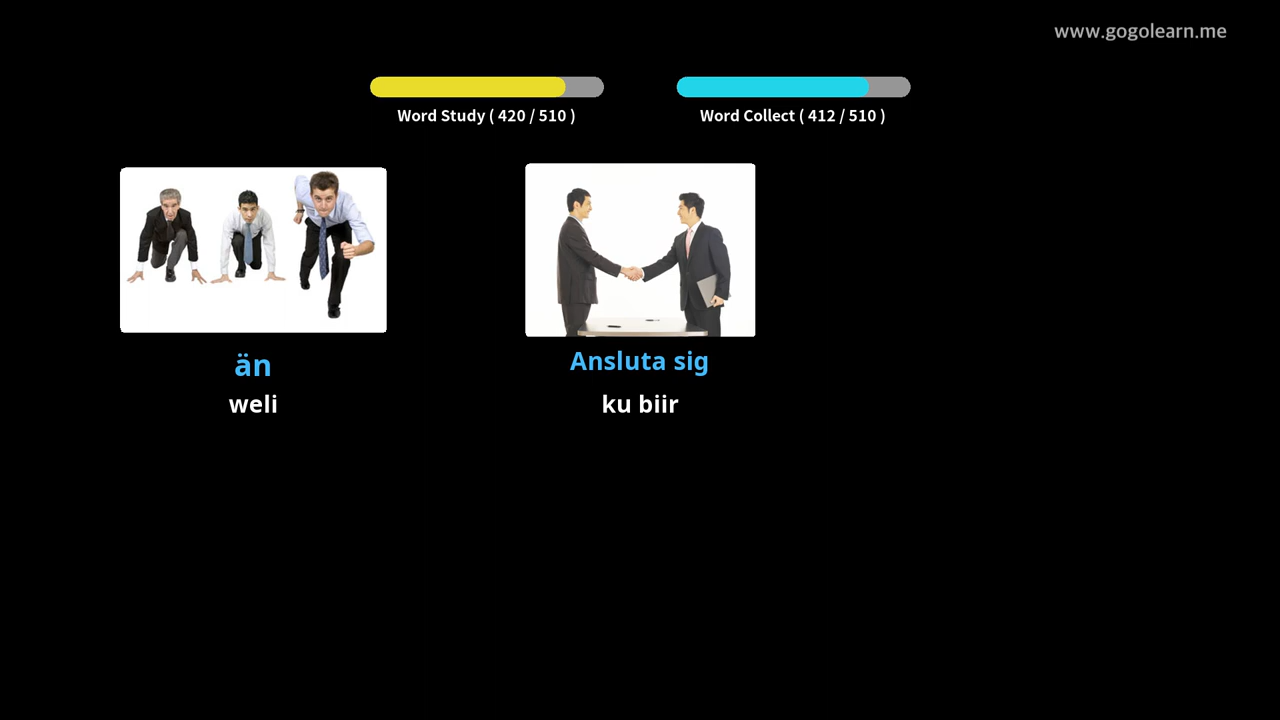 www.gogolearn.me
Word Study ( 420 / 510 )
Word Collect ( 412 / 510 )
än
weli
Ansluta sig
ku biir